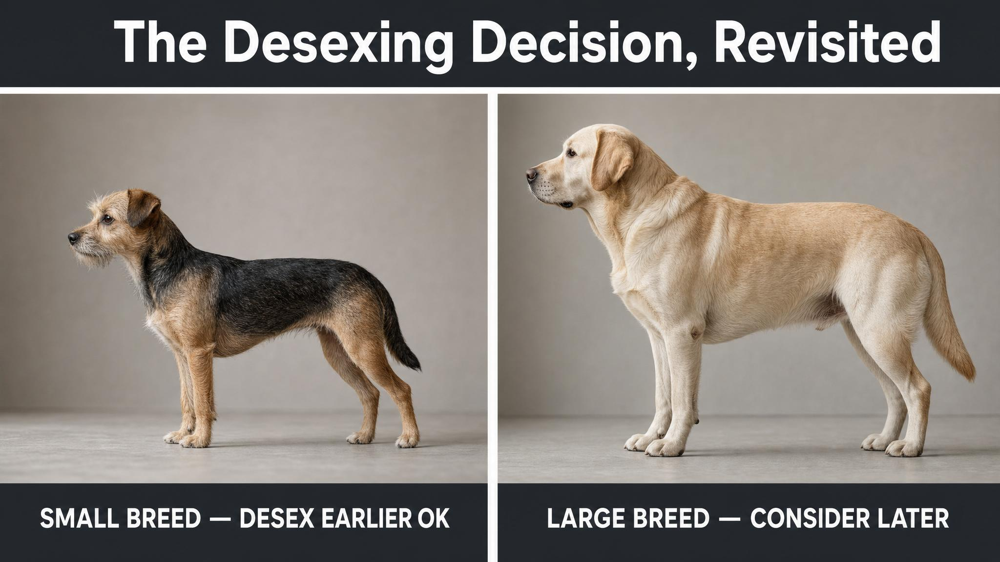 The Desexing Decision, Revisited
SMALL BREED — DESEX EARLIER OK
LARGE BREED — CONSIDER LATER